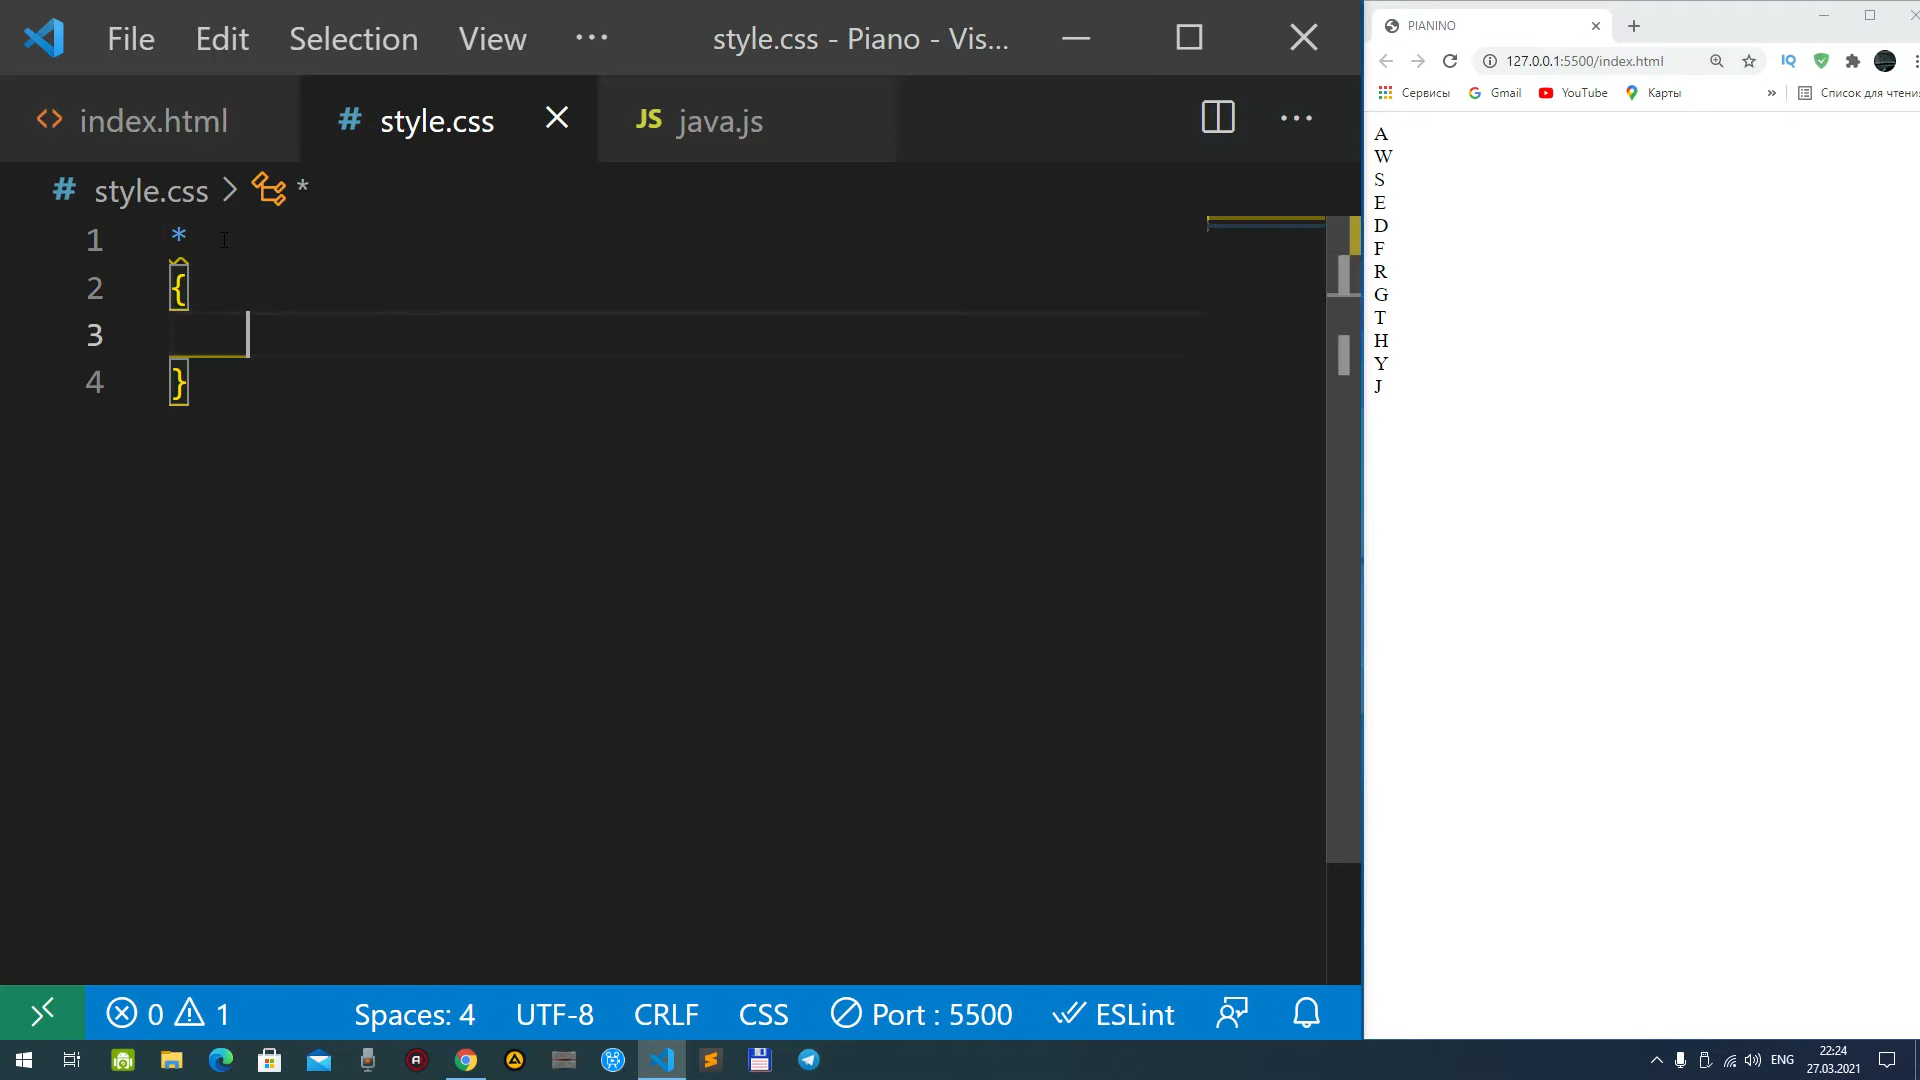 File Edit Selection View ··· style.css - Piano - Vis...
index.html # style.css JS java.js ···
# style.css > *
1 *
2 {
3
4 }
0 1 Spaces: 4 UTF-8 CRLF CSS Port : 5500 ESLint
PIANINO
127.0.0.1:5500/index.html IQ
Сервисы Gmail YouTube Карты » Список для чтени
A
W
S
E
D
F
R
G
T
H
Y
J
ENG 22:24
27.03.2021